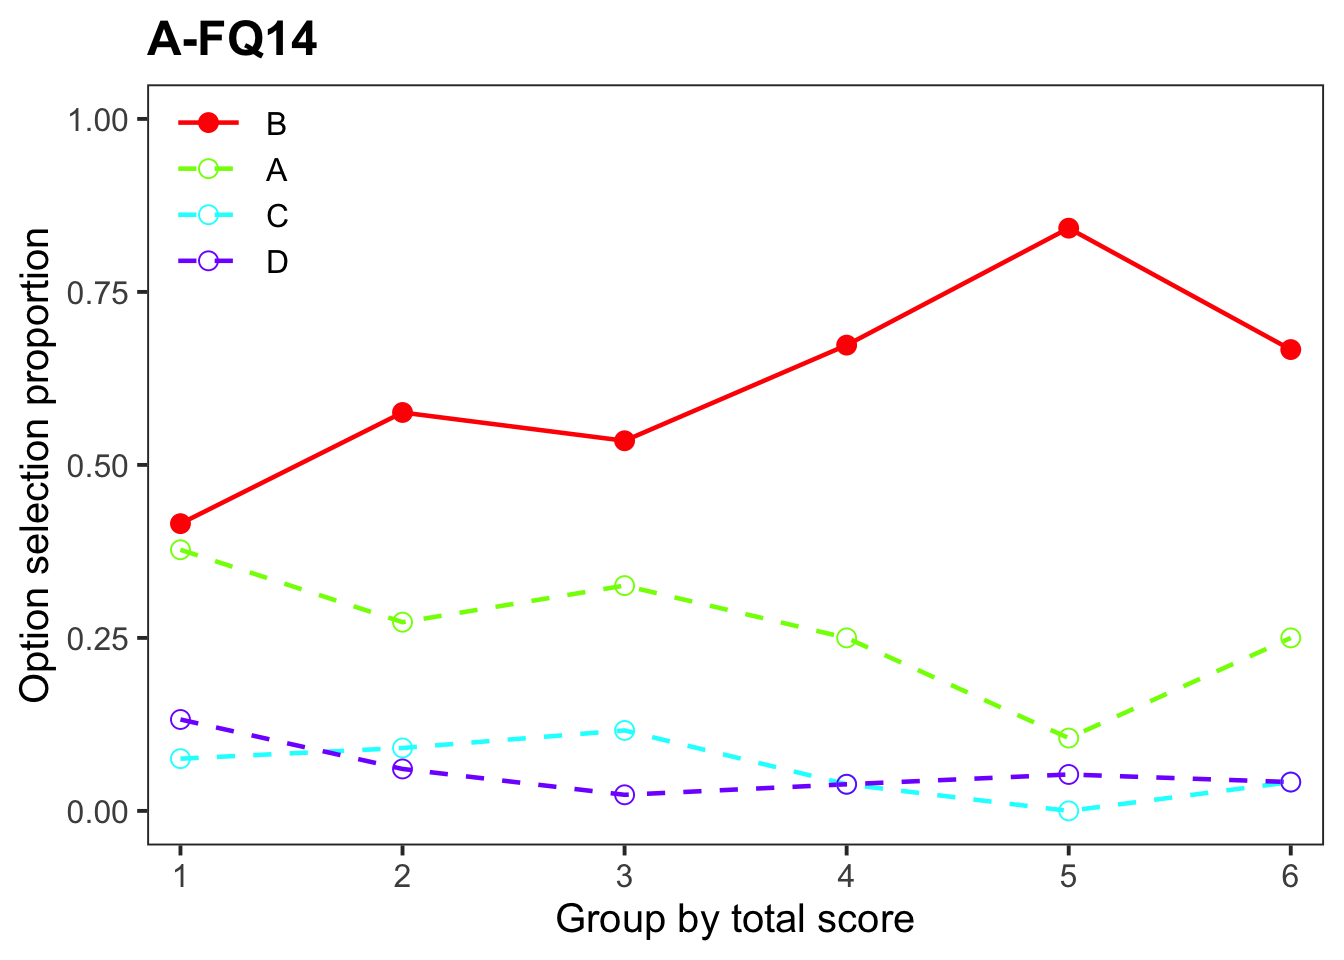 A-FQ14
B
A
C
D
1.00
0.75
0.50
0.25
0.00
Option selection proportion
1 2 3 4 5 6
Group by total score